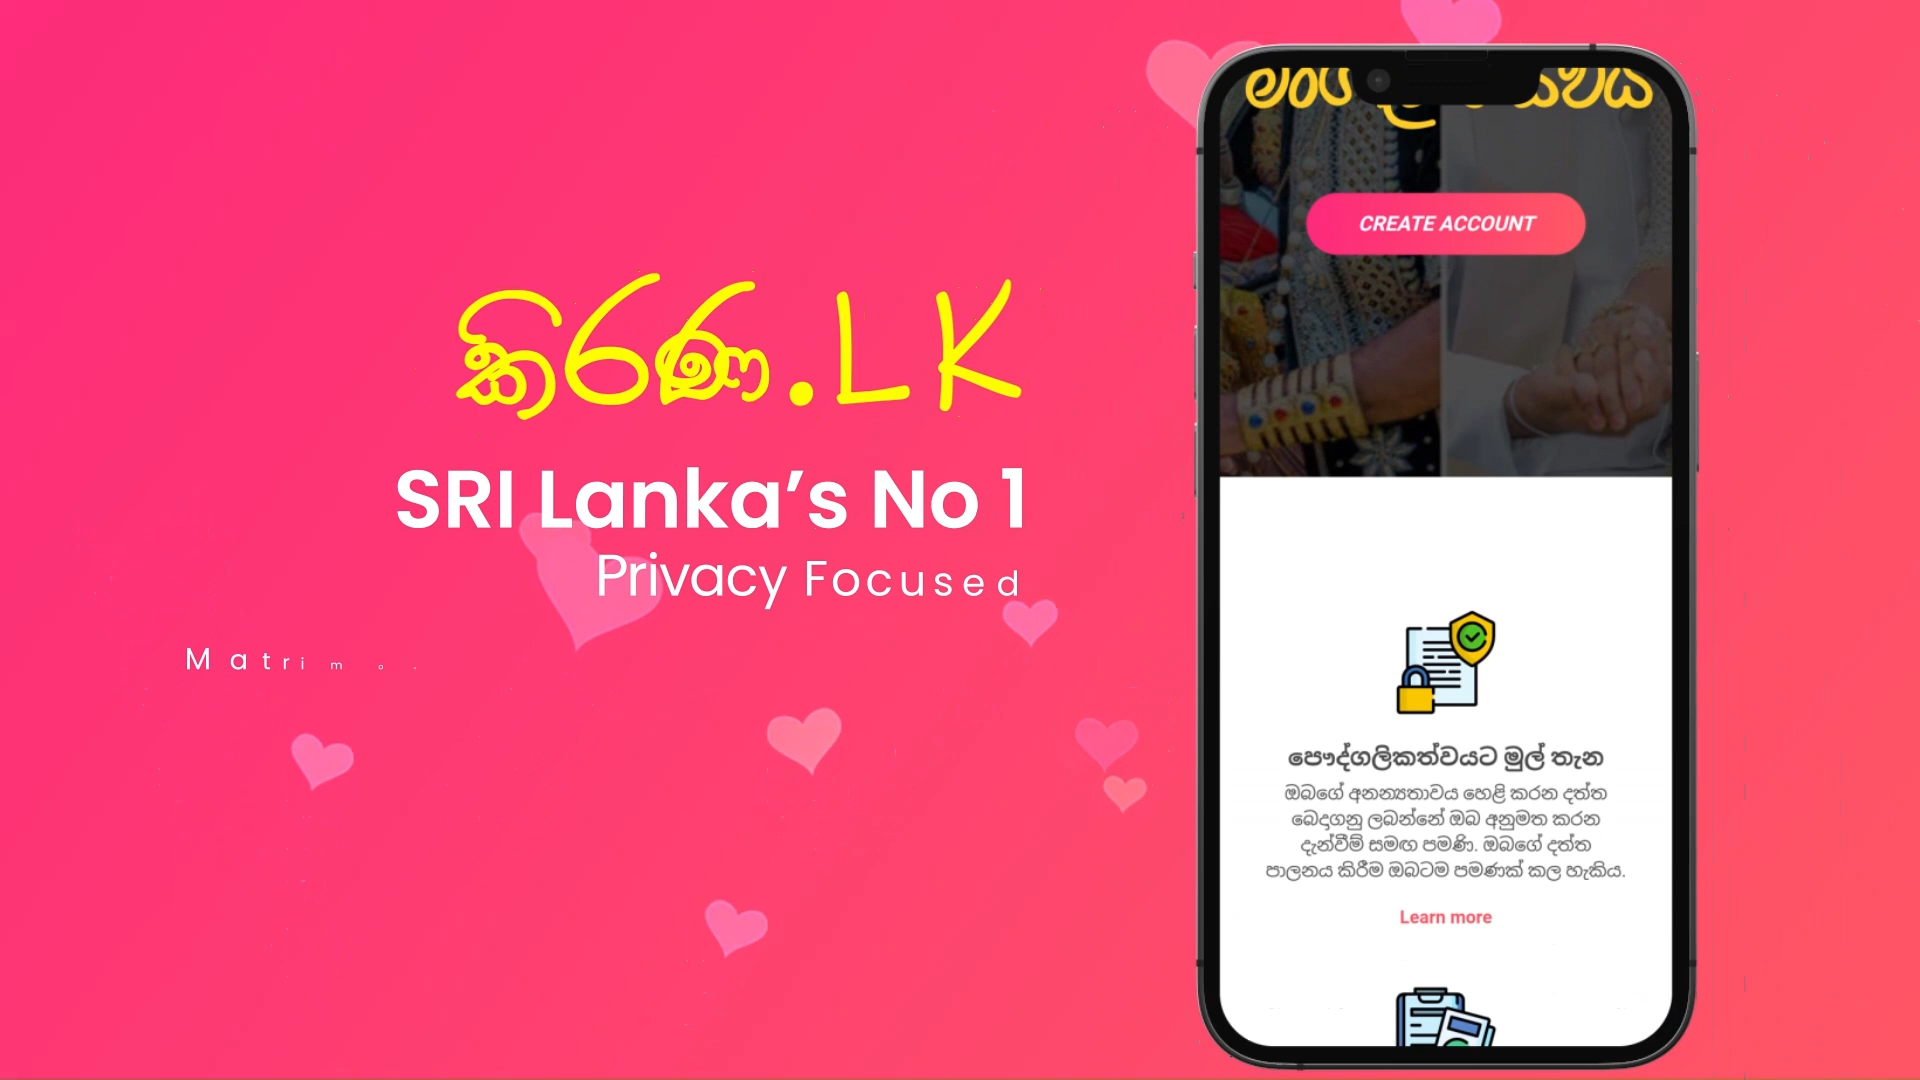 කිරණ.LK
SRI Lanka’s No 1
Privacy Focused
Matrimo
CREATE ACCOUNT
පෞද්ගලිකත්වයට මුල් තැන
ඔබගේ අනන්‍යතාවය හෙළි කරන දත්ත
බෙදාගනු ලබන්නේ ඔබ අනුමත කරන
දැන්වීම් සමඟ පමණි. ඔබගේ දත්ත
පාලනය කිරීම ඔබටම පමණක් කල හැකිය.
Learn more